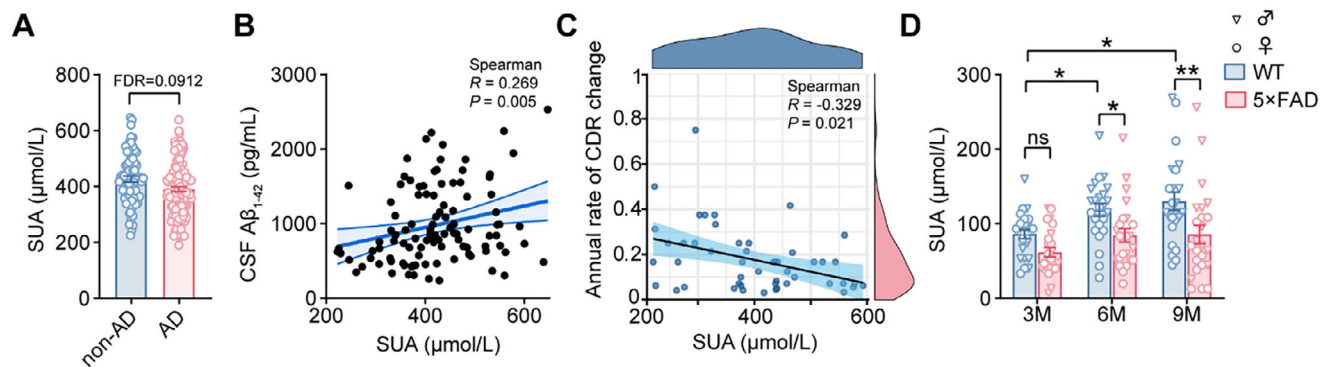 A
SUA (μmol/L)
800
600
400
200
0
FDR=0.0912
non-AD
AD
B
CSF Aβ1-42 (pg/mL)
3000
2000
1000
0
Spearman
R = 0.269
P = 0.005
200
400
600
SUA (μmol/L)
C
Annual rate of CDR change
1
0.8
0.6
0.4
0.2
0
Spearman
R = -0.329
P = 0.021
200
300
400
500
600
SUA (μmol/L)
D
♂
♀
WT
5×FAD
SUA (μmol/L)
300
200
100
0
ns
*
*
*
**
3M
6M
9M